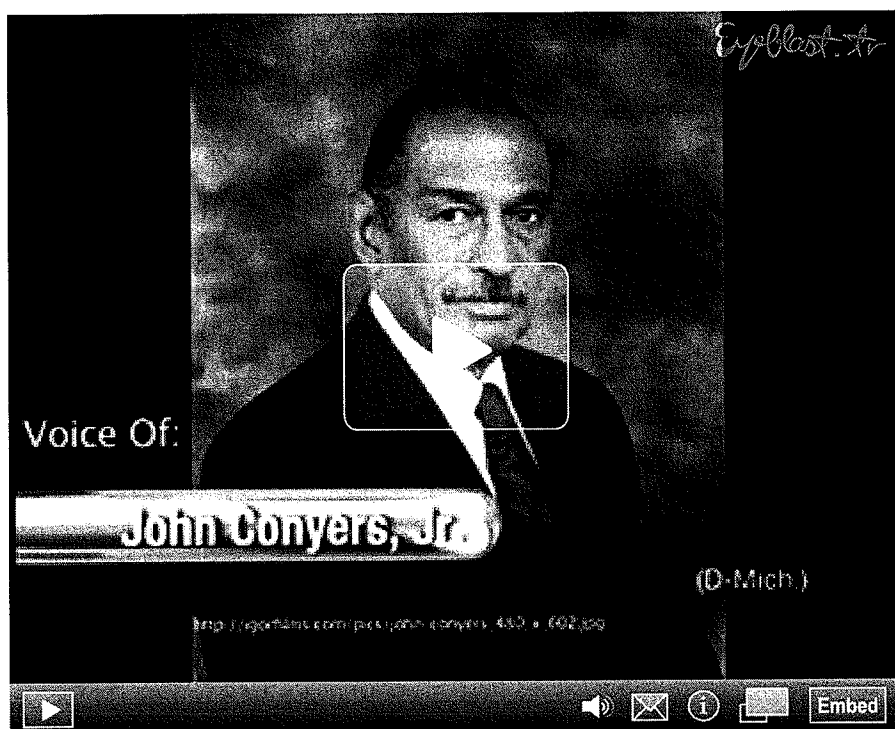 Eyeblast.tv
Voice Of:
John Conyers, Jr.
(D-Mich.)
Embed